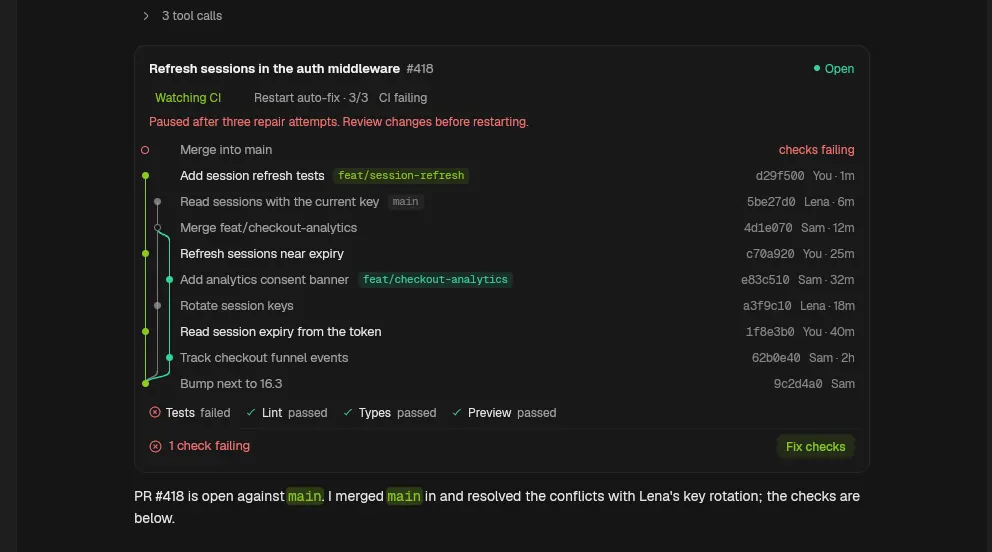 3 tool calls
Refresh sessions in the auth middleware #418 Open
Watching CI Restart auto-fix · 3/3 CI failing
Paused after three repair attempts. Review changes before restarting.
Merge into main checks failing
Add session refresh tests feat/session-refresh d29f500 You · 1m
Read sessions with the current key main 5be27d0 Lena · 6m
Merge feat/checkout-analytics 4d1e070 Sam · 12m
Refresh sessions near expiry c70a920 You · 25m
Add analytics consent banner feat/checkout-analytics e83c510 Sam · 32m
Rotate session keys a3f9c10 Lena · 18m
Read session expiry from the token 1f8e3b0 You · 40m
Track checkout funnel events 62b0e40 Sam · 2h
Bump next to 16.3 9c2d4a0 Sam
Tests failed Lint passed Types passed Preview passed
1 check failing Fix checks
PR #418 is open against main. I merged main in and resolved the conflicts with Lena's key rotation; the checks are
below.